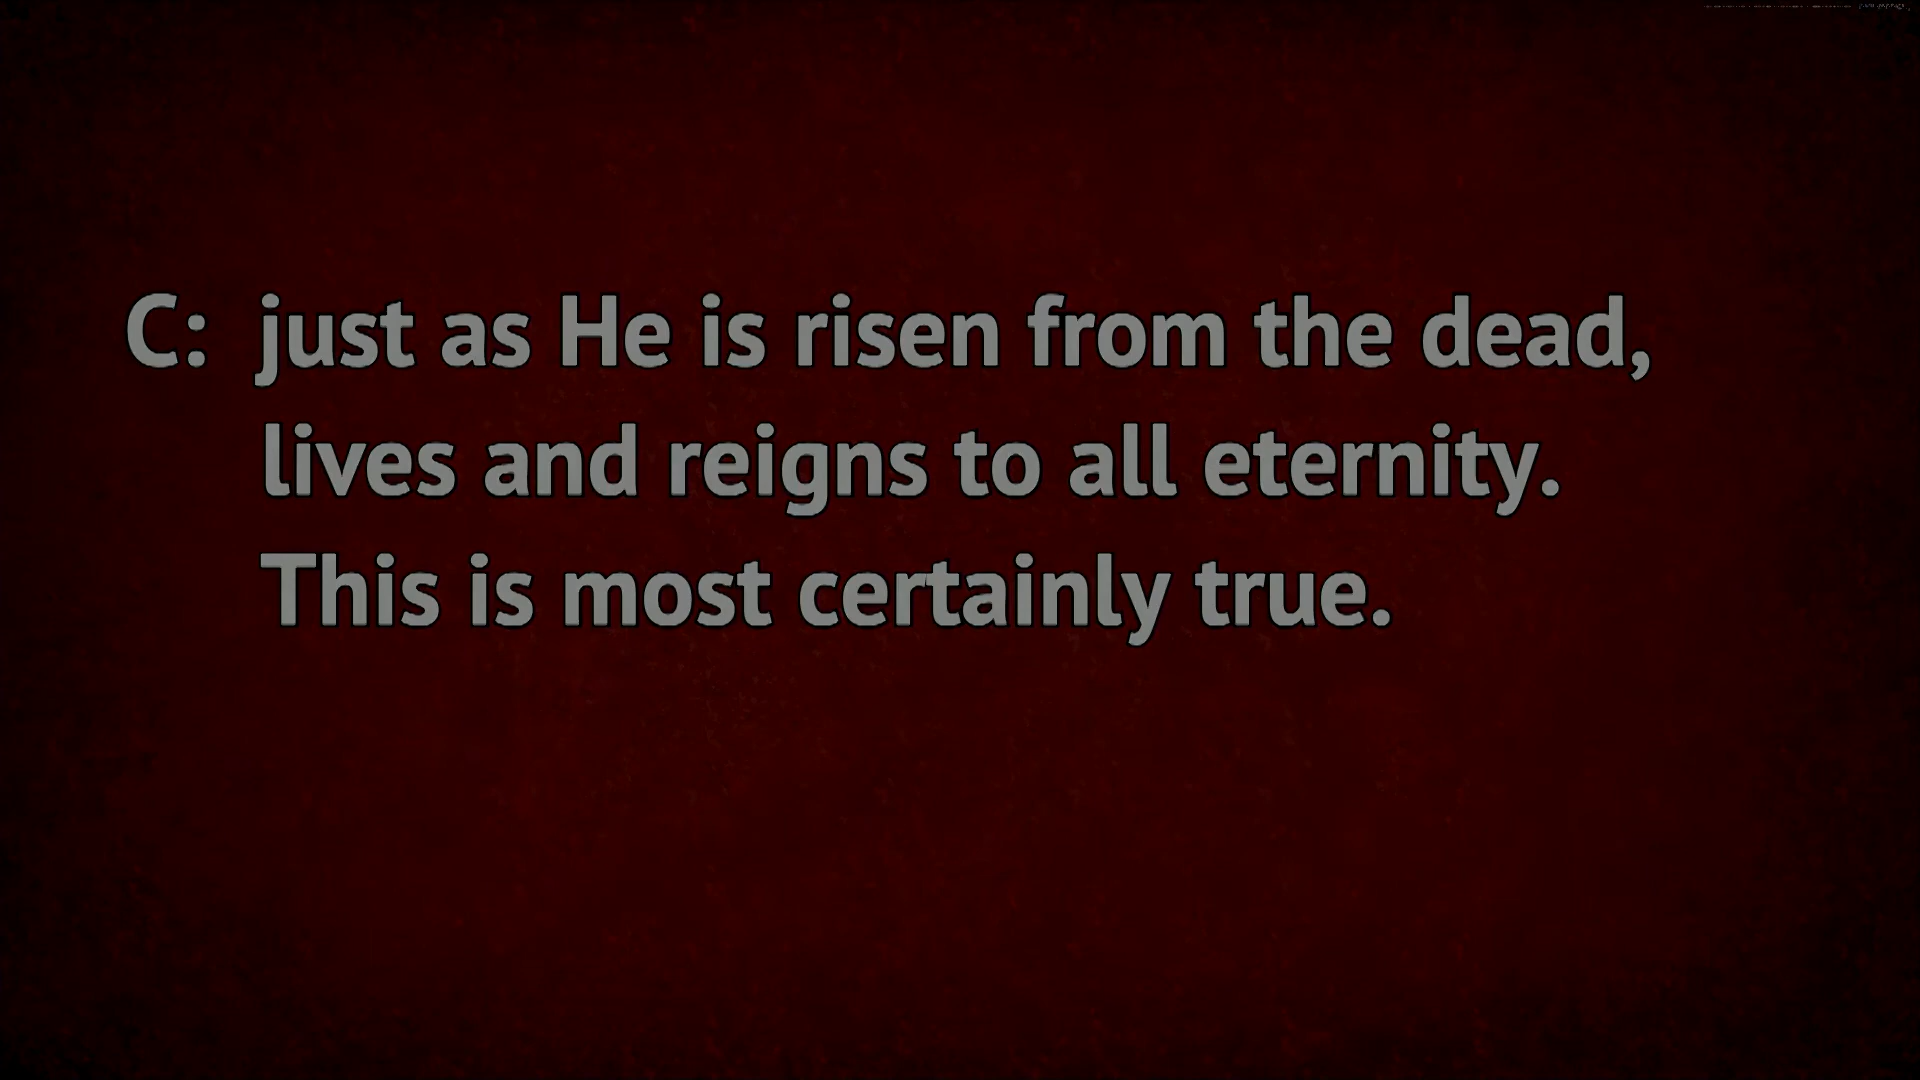 C: just as He is risen from the dead,
lives and reigns to all eternity.
This is most certainly true.